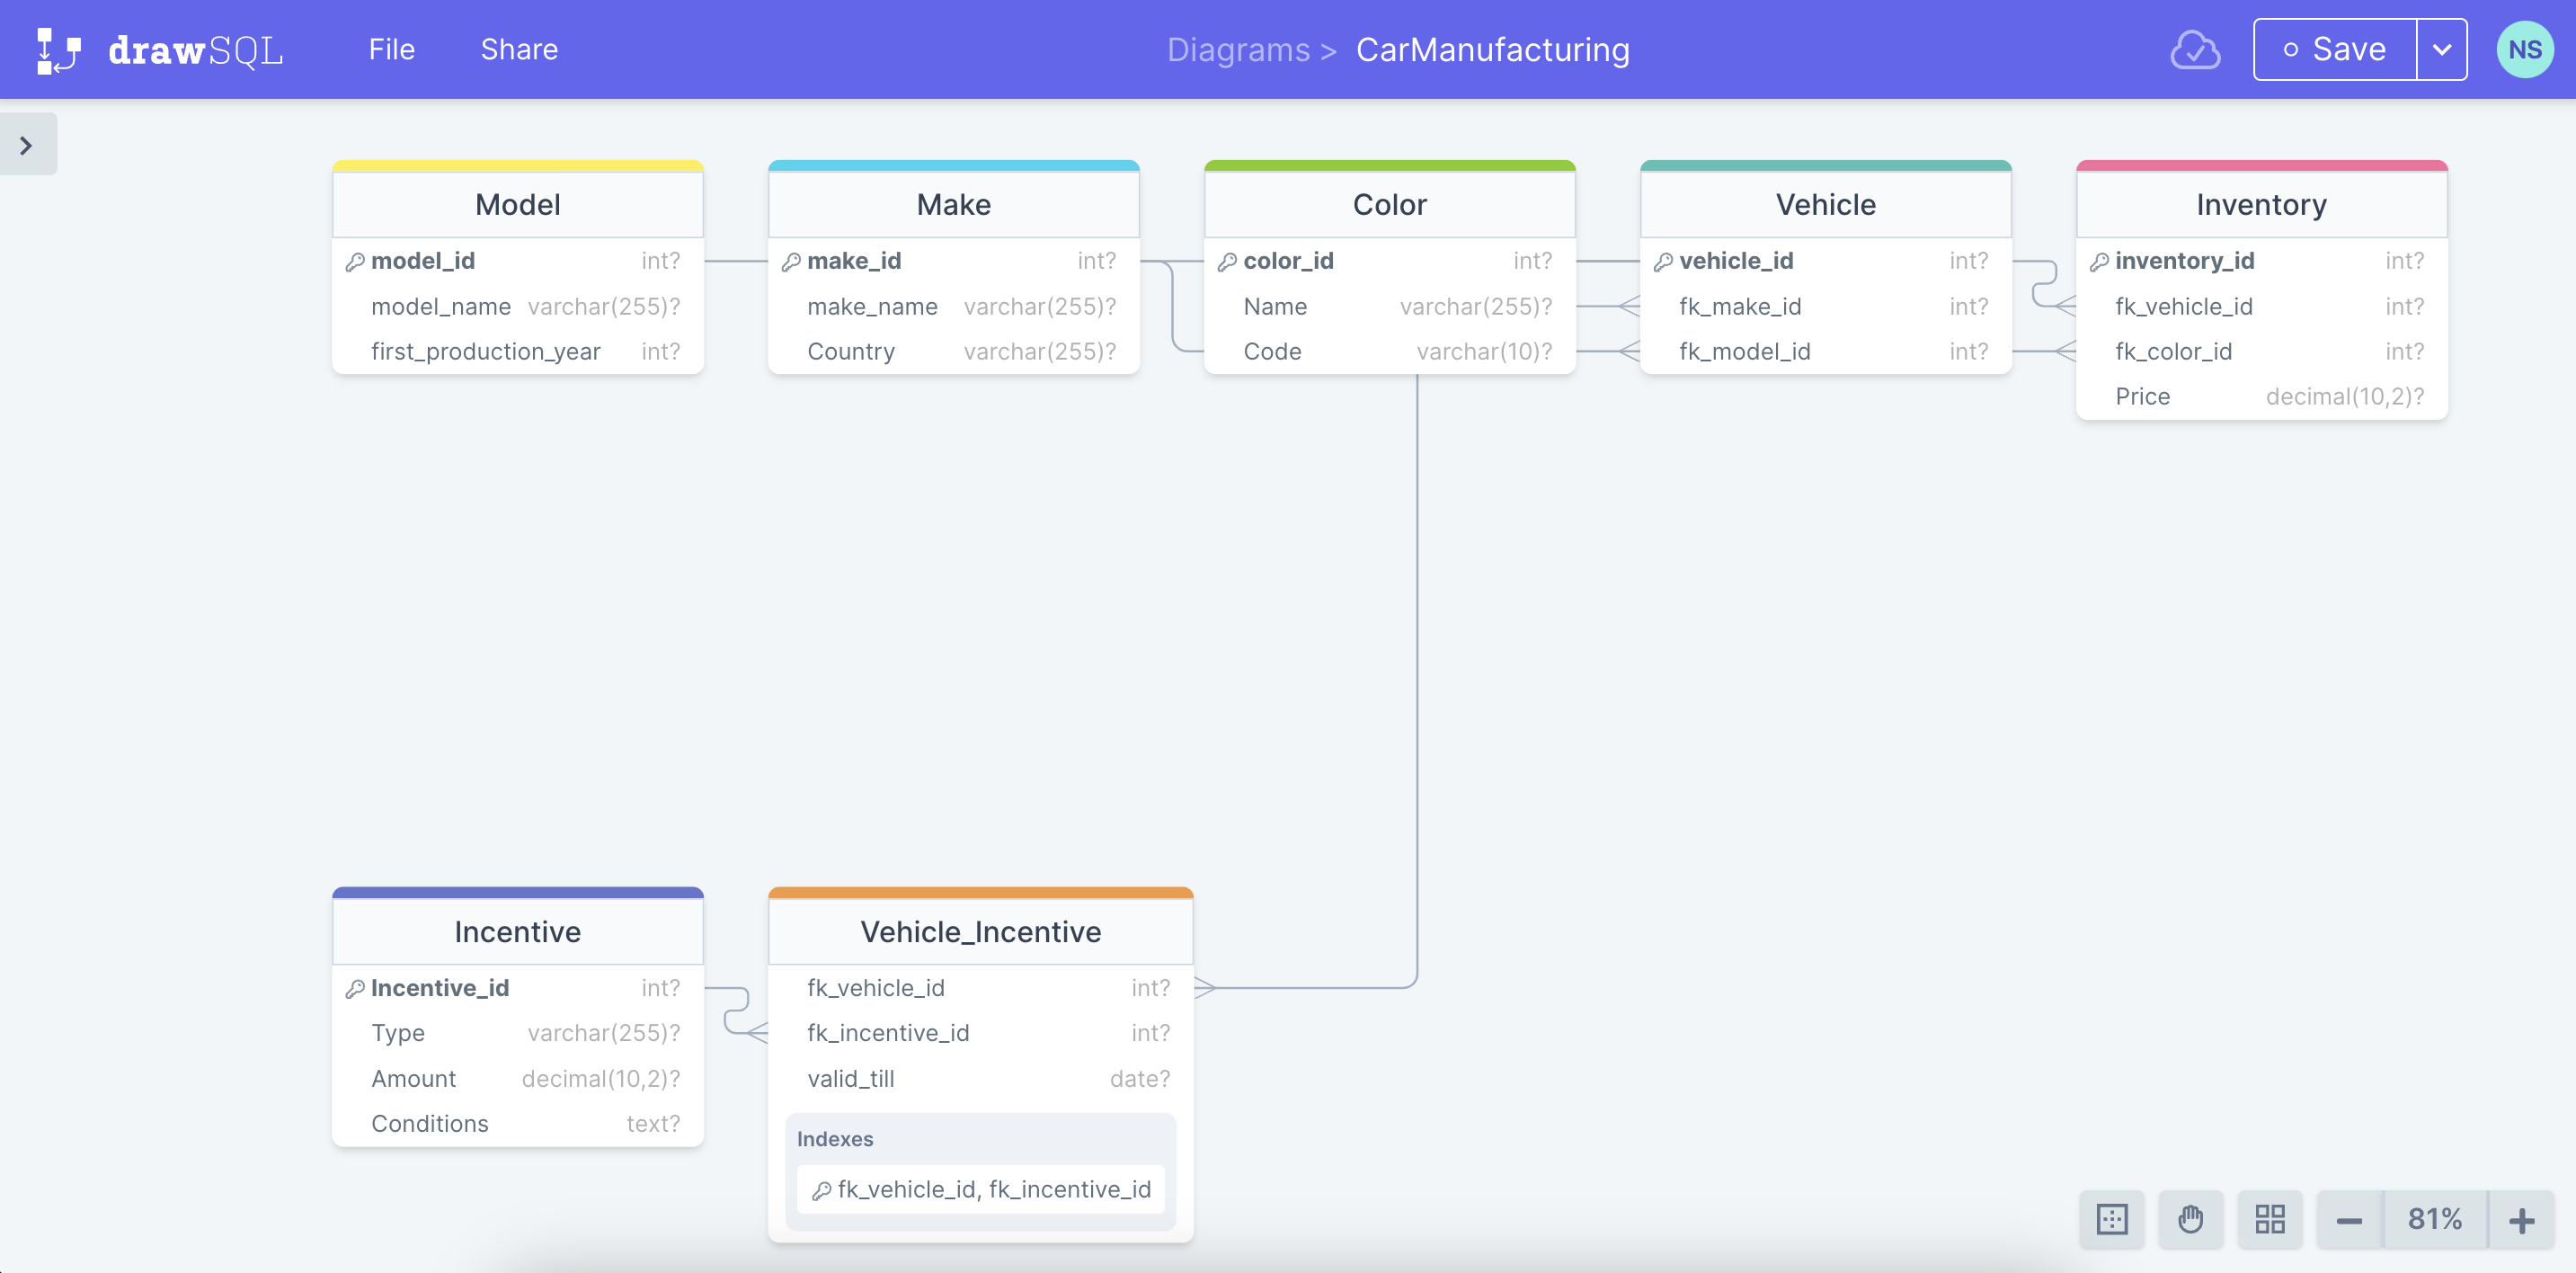 drawSQL File Share Diagrams > CarManufacturing Save NS
Model
model_id int?
model_name varchar(255)?
first_production_year int?
Make
make_id int?
make_name varchar(255)?
Country varchar(255)?
Color
color_id int?
Name varchar(255)?
Code varchar(10)?
Vehicle
vehicle_id int?
fk_make_id int?
fk_model_id int?
Inventory
inventory_id int?
fk_vehicle_id int?
fk_color_id int?
Price decimal(10,2)?
Incentive
Incentive_id int?
Type varchar(255)?
Amount decimal(10,2)?
Conditions text?
Vehicle_Incentive
fk_vehicle_id int?
fk_incentive_id int?
valid_till date?
Indexes
fk_vehicle_id, fk_incentive_id
81%